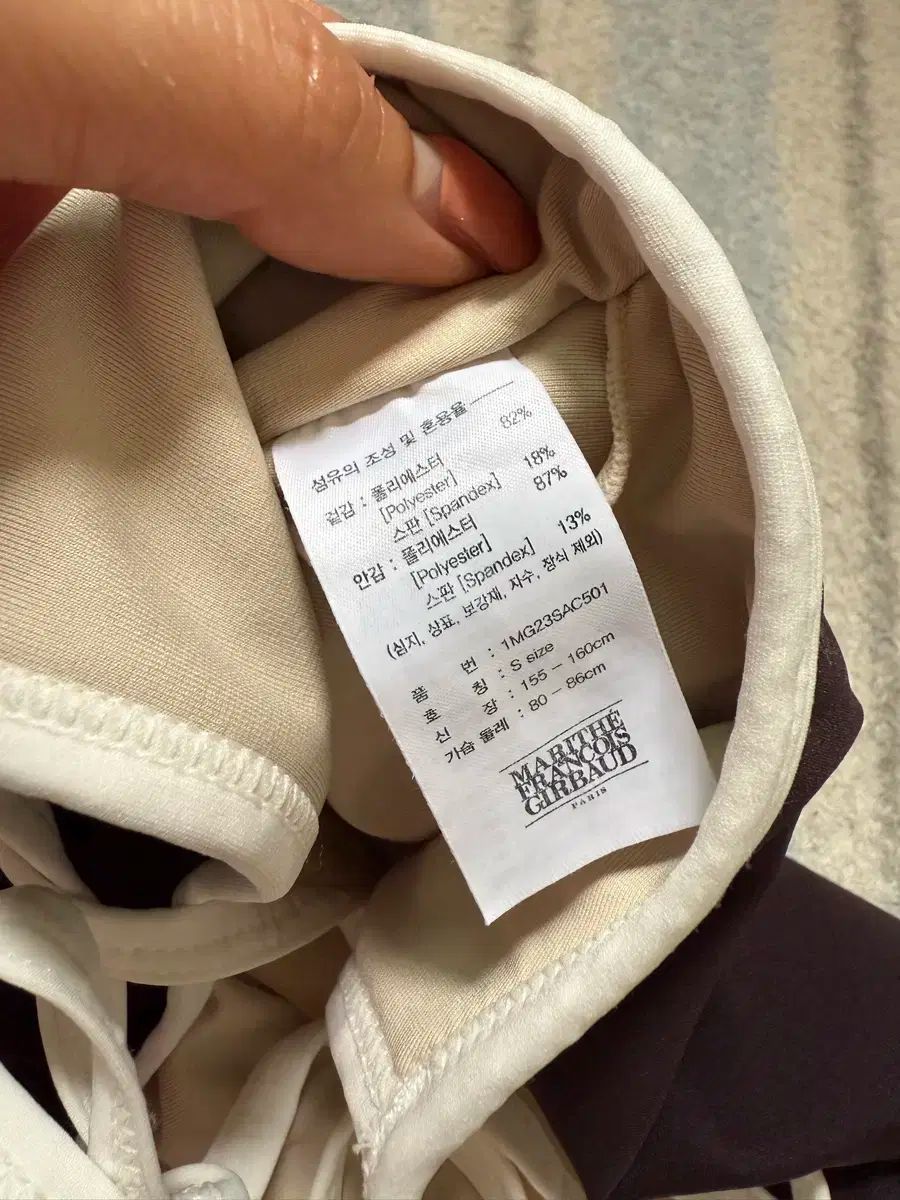 섬유의 조성 및 혼용율
겉감 : 폴리에스터 82%
[Polyester]
스판 [Spandex] 18%
안감 : 폴리에스터 87%
[Polyester]
스판 [Spandex] 13%
(심지, 상표, 보강재, 자수, 장식 제외)
품 번 : 1MG23SAC501
호 칭 : S size
신 장 : 155 - 160cm
가슴 둘레 : 80 - 86cm
MARITHÉ
FRANCOIS
GIRBAUD
PARIS